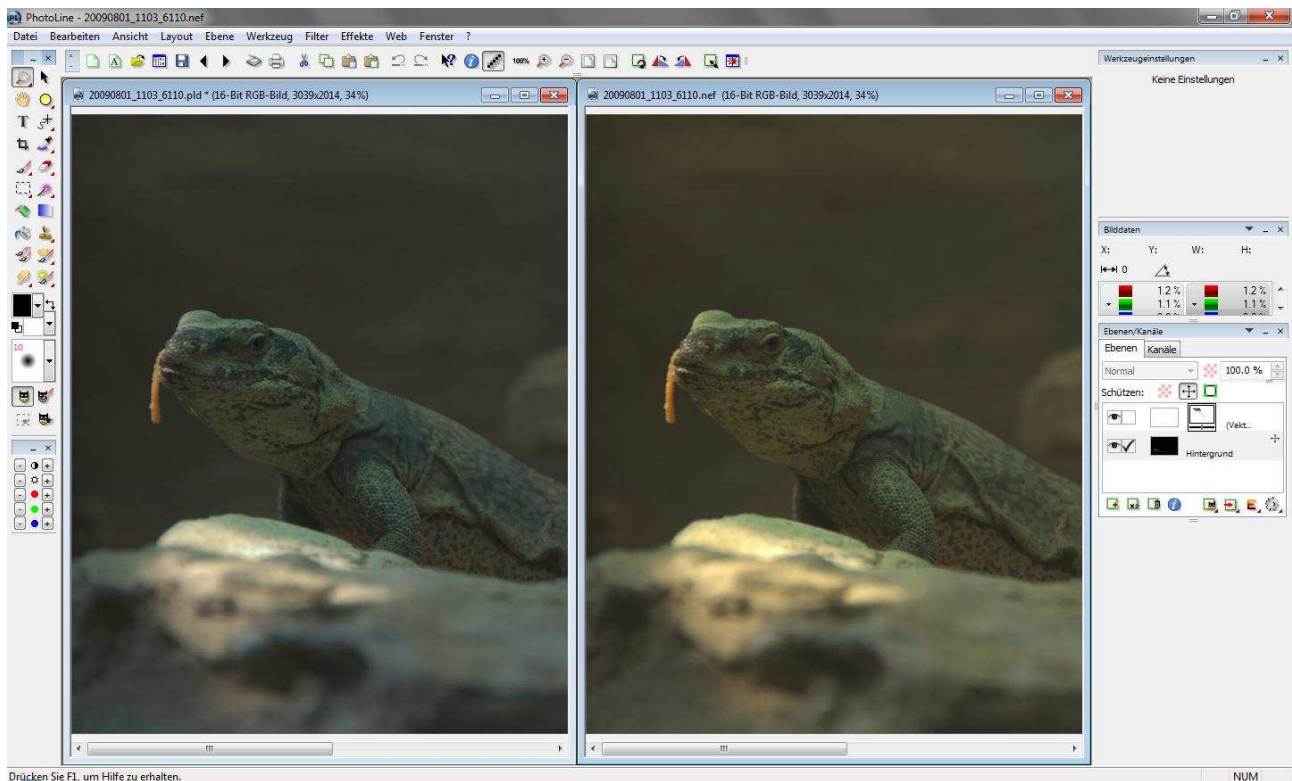 PhotoLine - 20090801_1103_6110.nef
Datei Bearbeiten Ansicht Layout Ebene Werkzeug Filter Effekte Web Fenster ?
100%
20090801_1103_6110.pld * (16-Bit RGB-Bild, 3039x2014, 34%)
20090801_1103_6110.nef (16-Bit RGB-Bild, 3039x2014, 34%)
T
10
Werkzeugeinstellungen
Keine Einstellungen
Bilddaten
X: Y: W: H:
0
1.2 % 1.2 %
1.1 % 1.1 %
Ebenen/Kanäle
Ebenen Kanäle
Normal 100.0 %
Schützen:
(Vekt...
Hintergrund
Drücken Sie F1, um Hilfe zu erhalten.
NUM